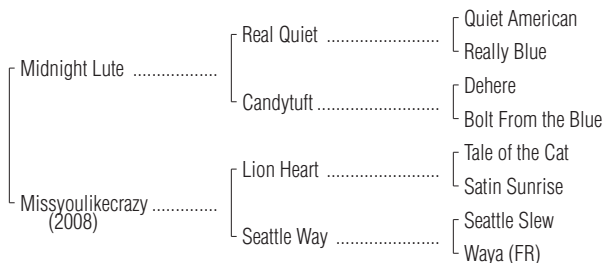 Quiet American
Real Quiet ......................
Really Blue
Midnight Lute .................
Dehere
Candytuft ........................
Bolt From the Blue
Tale of the Cat
Lion Heart ......................
Satin Sunrise
Missyoulikecrazy .............
(2008)
Seattle Slew
Seattle Way ....................
Waya (FR)